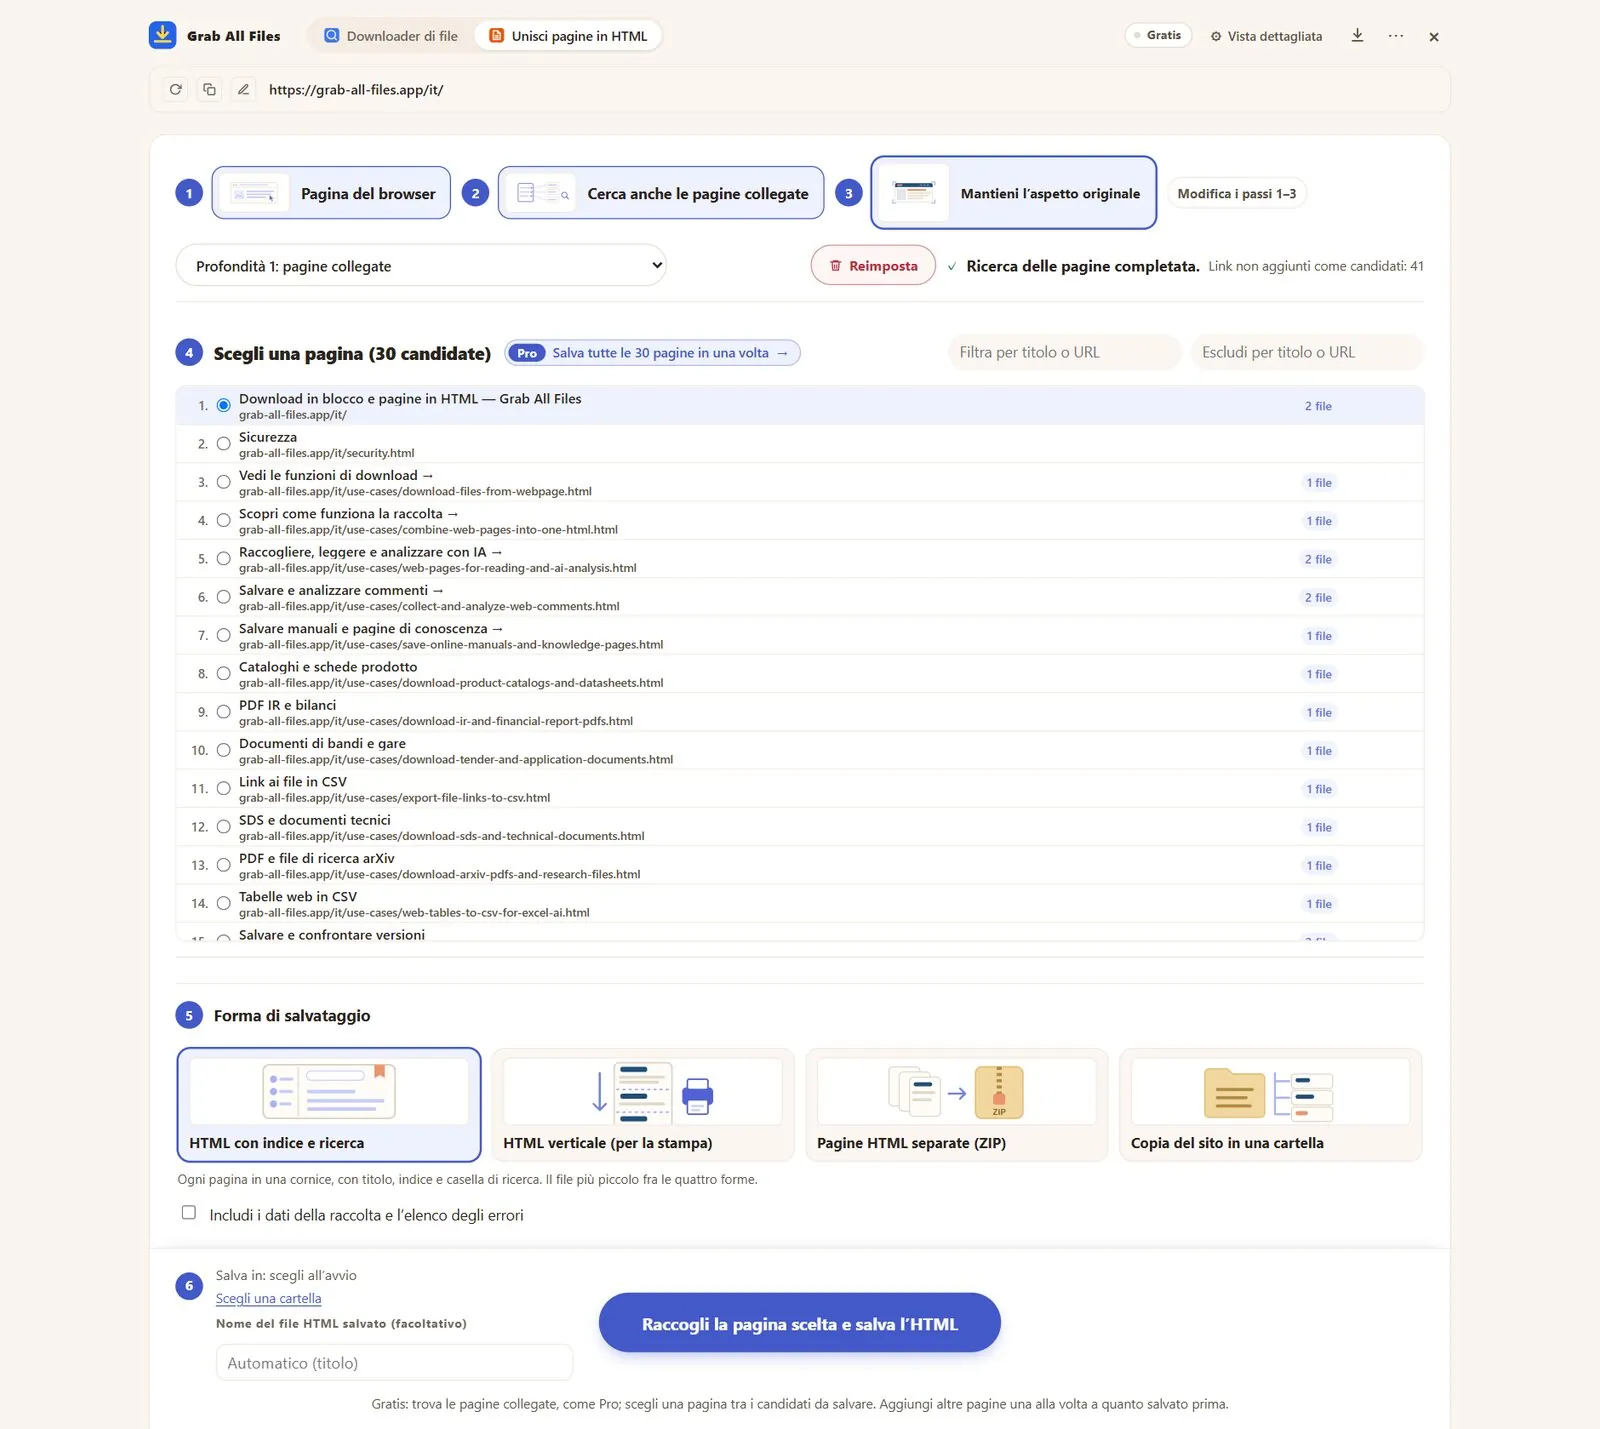 Grab All Files
Downloader di file
Unisci pagine in HTML
Gratis
Vista dettagliata
https://grab-all-files.app/it/
1
Pagina del browser
2
Cerca anche le pagine collegate
3
Mantieni l'aspetto originale
Modifica i passi 1–3
Profondità 1: pagine collegate
Reimposta
✓ Ricerca delle pagine completata. Link non aggiunti come candidati: 41
4
Scegli una pagina (30 candidate)
Pro Salva tutte le 30 pagine in una volta →
Filtra per titolo o URL
Escludi per titolo o URL
1. Download in blocco e pagine in HTML — Grab All Files
grab-all-files.app/it/
2 file
2. Sicurezza
grab-all-files.app/it/security.html
3. Vedi le funzioni di download →
grab-all-files.app/it/use-cases/download-files-from-webpage.html
1 file
4. Scopri come funziona la raccolta →
grab-all-files.app/it/use-cases/combine-web-pages-into-one-html.html
1 file
5. Raccogliere, leggere e analizzare con IA →
grab-all-files.app/it/use-cases/web-pages-for-reading-and-ai-analysis.html
2 file
6. Salvare e analizzare commenti →
grab-all-files.app/it/use-cases/collect-and-analyze-web-comments.html
2 file
7. Salvare manuali e pagine di conoscenza →
grab-all-files.app/it/use-cases/save-online-manuals-and-knowledge-pages.html
1 file
8. Cataloghi e schede prodotto
grab-all-files.app/it/use-cases/download-product-catalogs-and-datasheets.html
1 file
9. PDF IR e bilanci
grab-all-files.app/it/use-cases/download-ir-and-financial-report-pdfs.html
1 file
10. Documenti di bandi e gare
grab-all-files.app/it/use-cases/download-tender-and-application-documents.html
1 file
11. Link ai file in CSV
grab-all-files.app/it/use-cases/export-file-links-to-csv.html
1 file
12. SDS e documenti tecnici
grab-all-files.app/it/use-cases/download-sds-and-technical-documents.html
1 file
13. PDF e file di ricerca arXiv
grab-all-files.app/it/use-cases/download-arxiv-pdfs-and-research-files.html
1 file
14. Tabelle web in CSV
grab-all-files.app/it/use-cases/web-tables-to-csv-for-excel-ai.html
1 file
Salvare e confrontare versioni
5
Forma di salvataggio
ZIP
HTML con indice e ricerca
HTML verticale (per la stampa)
Pagine HTML separate (ZIP)
Copia del sito in una cartella
Ogni pagina in una cornice, con titolo, indice e casella di ricerca. Il file più piccolo fra le quattro forme.
Includi i dati della raccolta e l'elenco degli errori
6
Salva in: scegli all'avvio
Scegli una cartella
Nome del file HTML salvato (facoltativo)
Automatico (titolo)
Raccogli la pagina scelta e salva l'HTML
Gratis: trova le pagine collegate, come Pro; scegli una pagina tra i candidati da salvare. Aggiungi altre pagine una alla volta a quanto salvato prima.